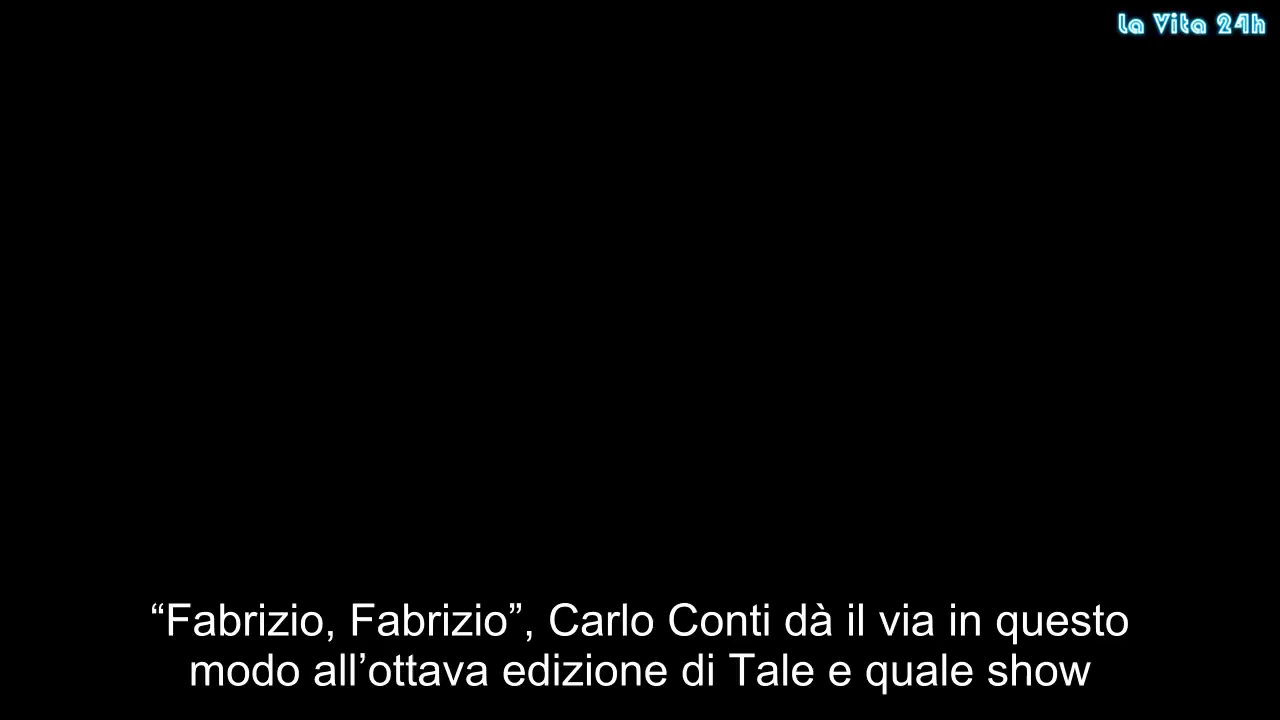 La Vita 24h
“Fabrizio, Fabrizio”, Carlo Conti dà il via in questo
modo all’ottava edizione di Tale e quale show